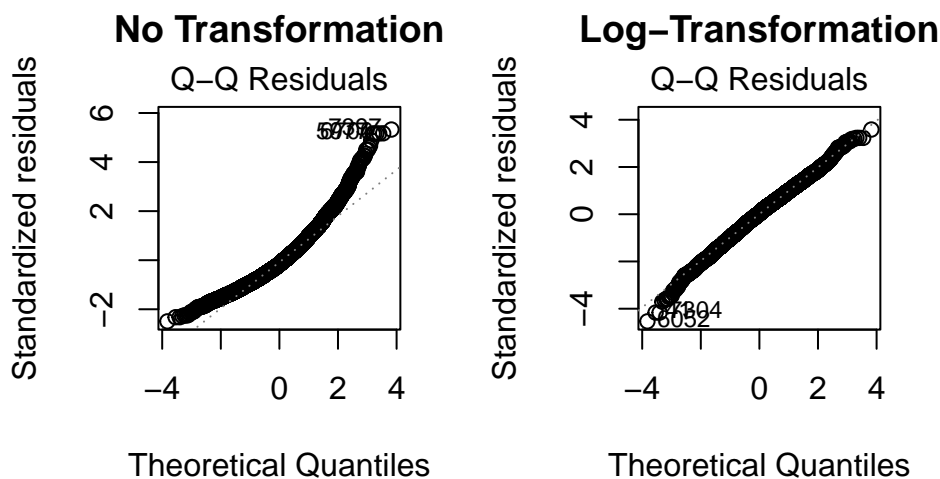 No Transformation
Q−Q Residuals
Standardized residuals
6
4
2
−2
−4
0
2
4
Theoretical Quantiles
Log−Transformation
Q−Q Residuals
Standardized residuals
4
2
0
−4
6052
−4
0
2
4
Theoretical Quantiles